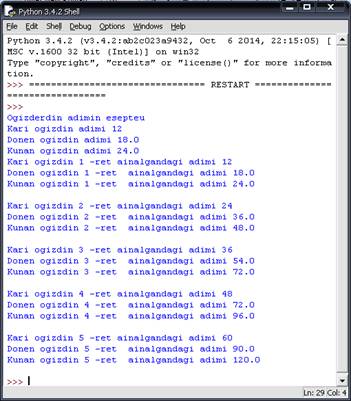 Python 3.4.2 Shell
File Edit Shell Debug Options Windows Help
Python 3.4.2 (v3.4.2:ab2c023a9432, Oct  6 2014, 22:15:05) [
MSC v.1600 32 bit (Intel)] on win32
Type "copyright", "credits" or "license()" for more informa
tion.
>>> ================================ RESTART ==============
==================
>>>
Ogizderdin adimin esepteu
Kari ogizdin adimi 12
Donen ogizdin adimi 18.0
Kunan ogizdin adimi 24.0
Kari ogizdin 1 -ret ainalgandagi adimi 12
Donen ogizdin 1 -ret  ainalgandagi adimi 18.0
Kunan ogizdin 1 -ret  ainalgandagi adimi 24.0
Kari ogizdin 2 -ret ainalgandagi adimi 24
Donen ogizdin 2 -ret  ainalgandagi adimi 36.0
Kunan ogizdin 2 -ret  ainalgandagi adimi 48.0
Kari ogizdin 3 -ret ainalgandagi adimi 36
Donen ogizdin 3 -ret  ainalgandagi adimi 54.0
Kunan ogizdin 3 -ret  ainalgandagi adimi 72.0
Kari ogizdin 4 -ret ainalgandagi adimi 48
Donen ogizdin 4 -ret  ainalgandagi adimi 72.0
Kunan ogizdin 4 -ret  ainalgandagi adimi 96.0
Kari ogizdin 5 -ret ainalgandagi adimi 60
Donen ogizdin 5 -ret  ainalgandagi adimi 90.0
Kunan ogizdin 5 -ret  ainalgandagi adimi 120.0
>>>
Ln: 29 Col: 4